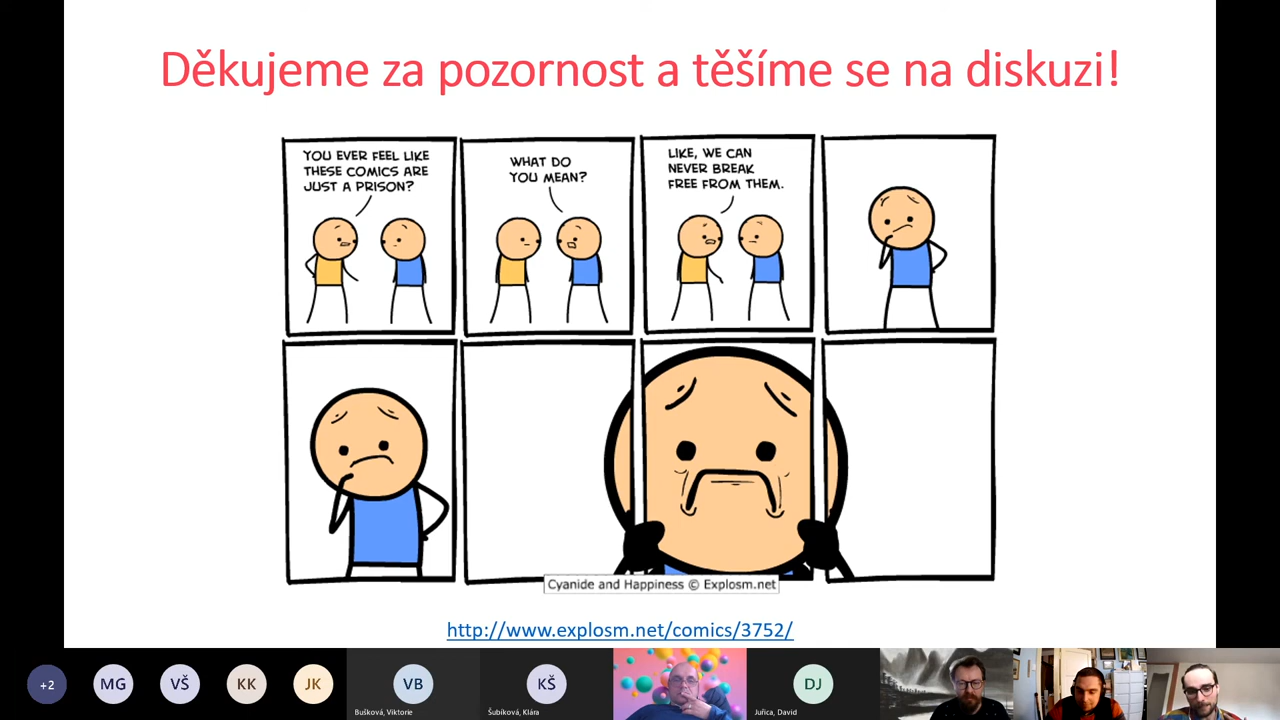 Děkujeme za pozornost a těšíme se na diskuzi!
YOU EVER FEEL LIKE
THESE COMICS ARE
JUST A PRISON?
WHAT DO
YOU MEAN?
LIKE, WE CAN
NEVER BREAK
FREE FROM THEM.
Cyanide and Happiness © Explosm.net
http://www.explosm.net/comics/3752/
+2
MG
VŠ
KK
JK
VB
Bušková, Viktorie
KŠ
Šubíková, Klára
DJ
Juřica, David